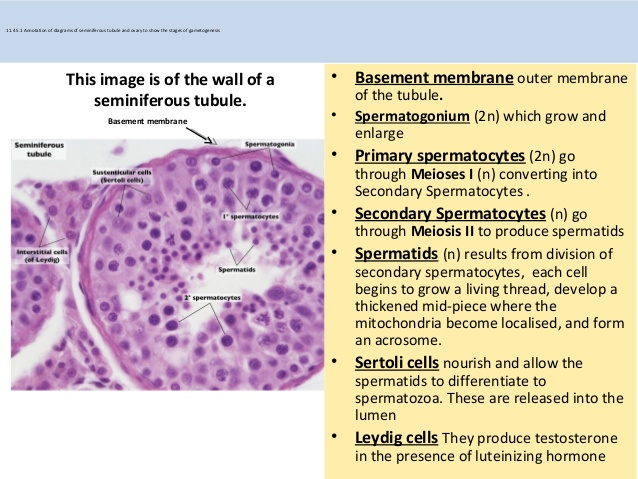 11.4S.1 Annotation of diagrams of seminiferous tubule and ovary to show the stages of gametogenesis
This image is of the wall of a
seminiferous tubule.
Basement membrane
Seminiferous
tubule
Spermatogonia
Sustenticular cells
(Sertoli cells)
1° spermatocytes
Interstitial cells
(of Leydig)
Spermatids
2° spermatocytes
• Basement membrane outer membrane
of the tubule.
• Spermatogonium (2n) which grow and
enlarge
• Primary spermatocytes (2n) go
through Meioses I (n) converting into
Secondary Spermatocytes .
• Secondary Spermatocytes (n) go
through Meiosis II to produce spermatids
• Spermatids (n) results from division of
secondary spermatocytes, each cell
begins to grow a living thread, develop a
thickened mid-piece where the
mitochondria become localised, and form
an acrosome.
• Sertoli cells nourish and allow the
spermatids to differentiate to
spermatozoa. These are released into the
lumen
• Leydig cells They produce testosterone
in the presence of luteinizing hormone